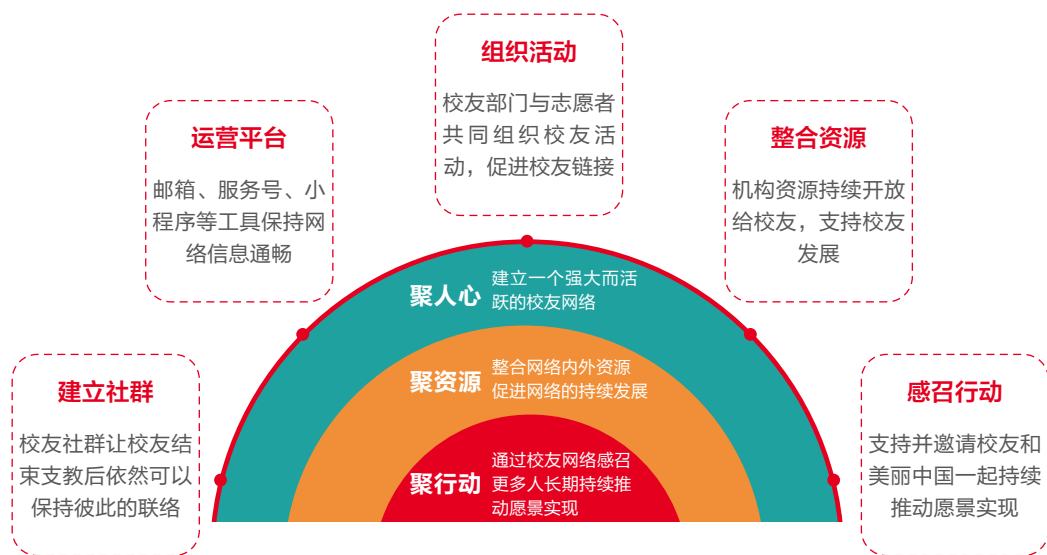 组织活动
校友部门与志愿者
共同组织校友活
动，促进校友链接
运营平台
邮箱、服务号、小
程序等工具保持网
络信息通畅
整合资源
机构资源持续开放
给校友，支持校友
发展
建立社群
校友社群让校友结
束支教后依然可以
保持彼此的联络
感召行动
支持并邀请校友和
美丽中国一起持续
推动愿景实现
聚人心
建立一个强大而活
跃的校友网络
聚资源
整合网络内外资源
促进网络的持续发展
聚行动
通过校友网络感召
更多人长期持续推
动愿景实现